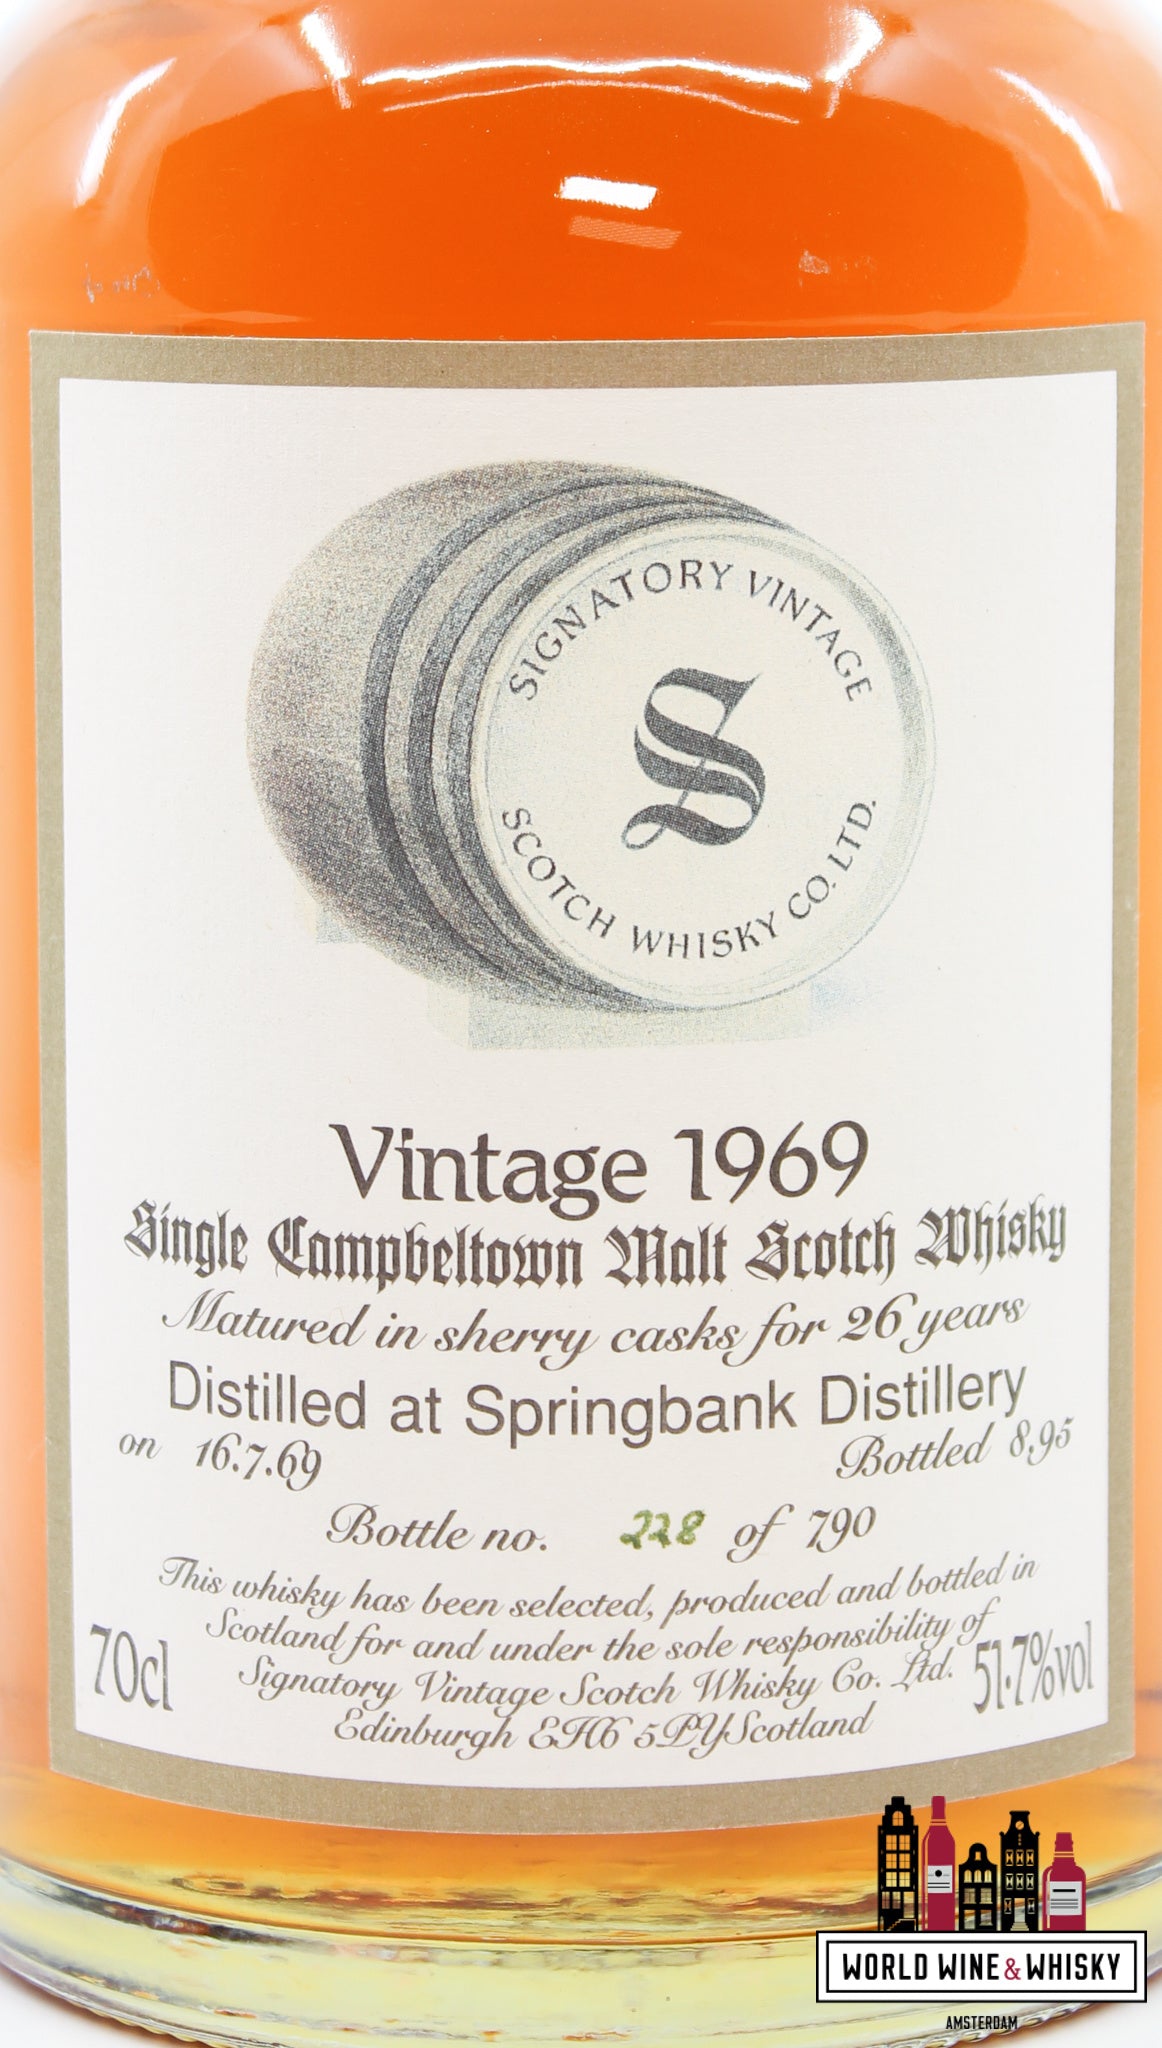 SIGNATORY VINTAGE
S
SCOTCH WHISKY CO. LTD.
Vintage 1969
Single Campbeltown Malt Scotch Whisky
Matured in sherry casks for 26 years
Distilled at Springbank Distillery
on 16.7.69 Bottled 8.95
Bottle no. 228 of 790
This whisky has been selected, produced and bottled in
Scotland for and under the sole responsibility of
Signatory Vintage Scotch Whisky Co. Ltd.
Edinburgh EH6 5PY Scotland
70cl
51·7%vol
WORLD WINE & WHISKY
AMSTERDAM